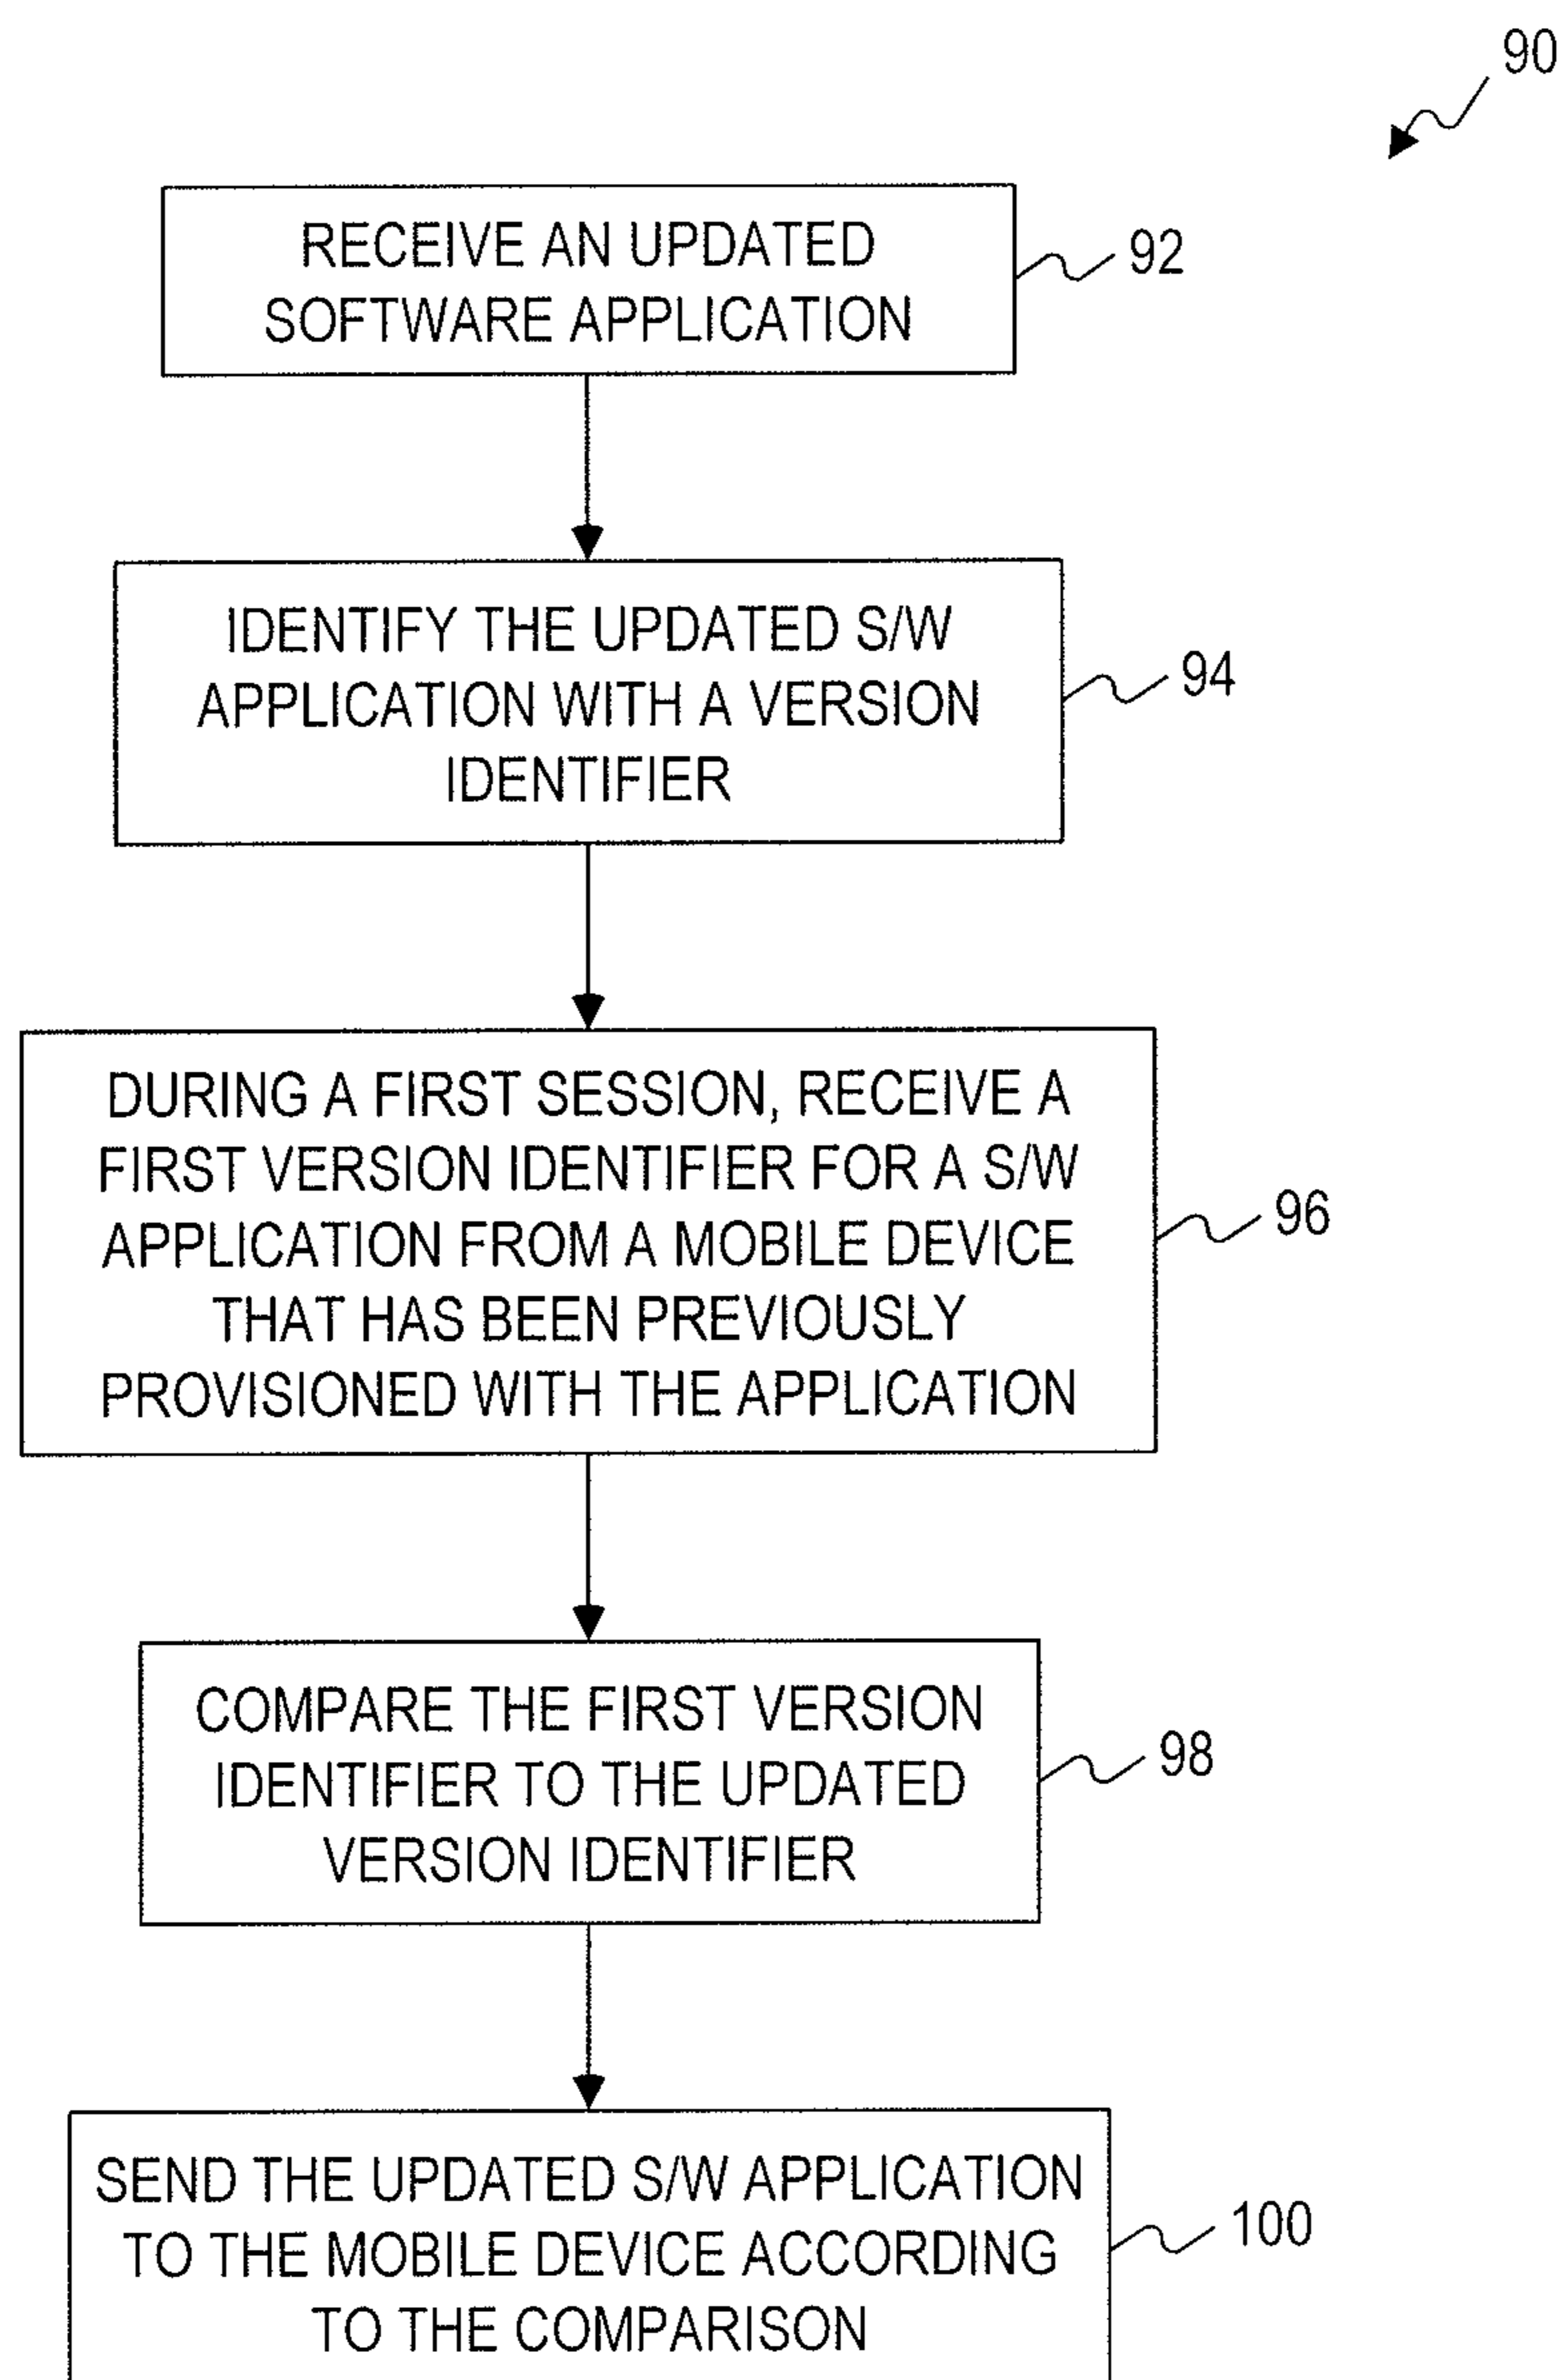 90
RECEIVE AN UPDATED
SOFTWARE APPLICATION
92
IDENTIFY THE UPDATED S/W
APPLICATION WITH A VERSION
IDENTIFIER
94
DURING A FIRST SESSION, RECEIVE A
FIRST VERSION IDENTIFIER FOR A S/W
APPLICATION FROM A MOBILE DEVICE
THAT HAS BEEN PREVIOUSLY
PROVISIONED WITH THE APPLICATION
96
COMPARE THE FIRST VERSION
IDENTIFIER TO THE UPDATED
VERSION IDENTIFIER
98
SEND THE UPDATED S/W APPLICATION
TO THE MOBILE DEVICE ACCORDING
TO THE COMPARISON
100